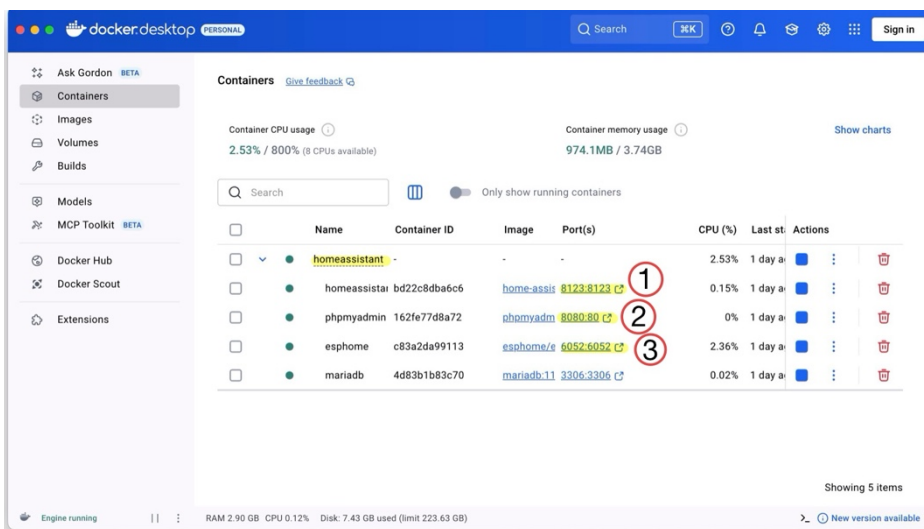 docker.desktop PERSONAL
Search ⌘K
Sign in
Ask Gordon BETA
Containers
Images
Volumes
Builds
Models
MCP Toolkit BETA
Docker Hub
Docker Scout
Extensions
Containers Give feedback
Container CPU usage
2.53% / 800% (8 CPUs available)
Container memory usage
974.1MB / 3.74GB
Show charts
Search
Only show running containers
Name Container ID Image Port(s) CPU (%) Last sta Actions
homeassistant - - - 2.53% 1 day a
homeassistar bd22c8dba6c6 home-assis 8123:8123 1 0.15% 1 day a
phpmyadmin 162fe77d8a72 phpmyadm 8080:80 2 0% 1 day a
esphome c83a2da99113 esphome/e 6052:6052 3 2.36% 1 day a
mariadb 4d83b1b83c70 mariadb:11 3306:3306 0.02% 1 day a
Showing 5 items
Engine running RAM 2.90 GB CPU 0.12% Disk: 7.43 GB used (limit 223.63 GB) >_ New version available